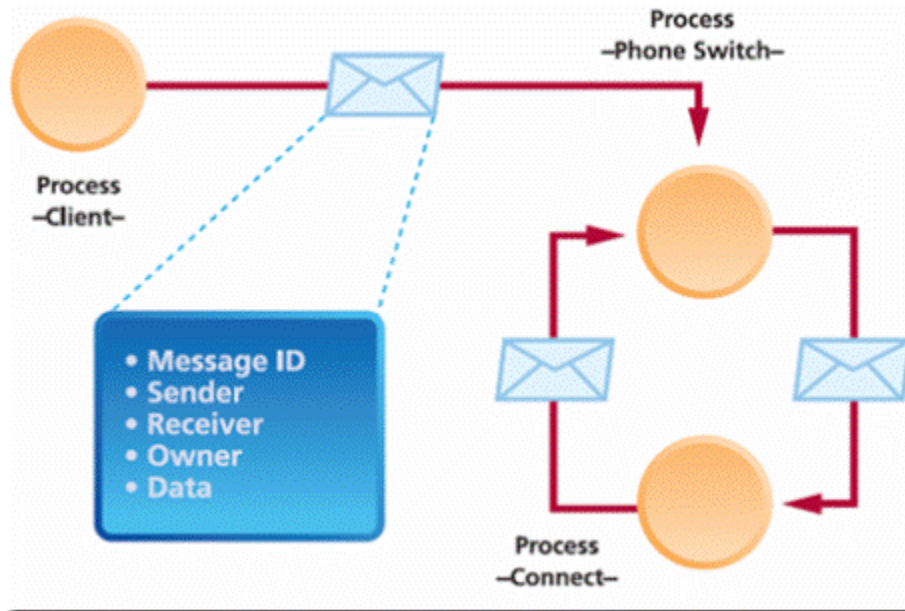 Process
–Phone Switch–
Process
–Client–
• Message ID
• Sender
• Receiver
• Owner
• Data
Process
–Connect–